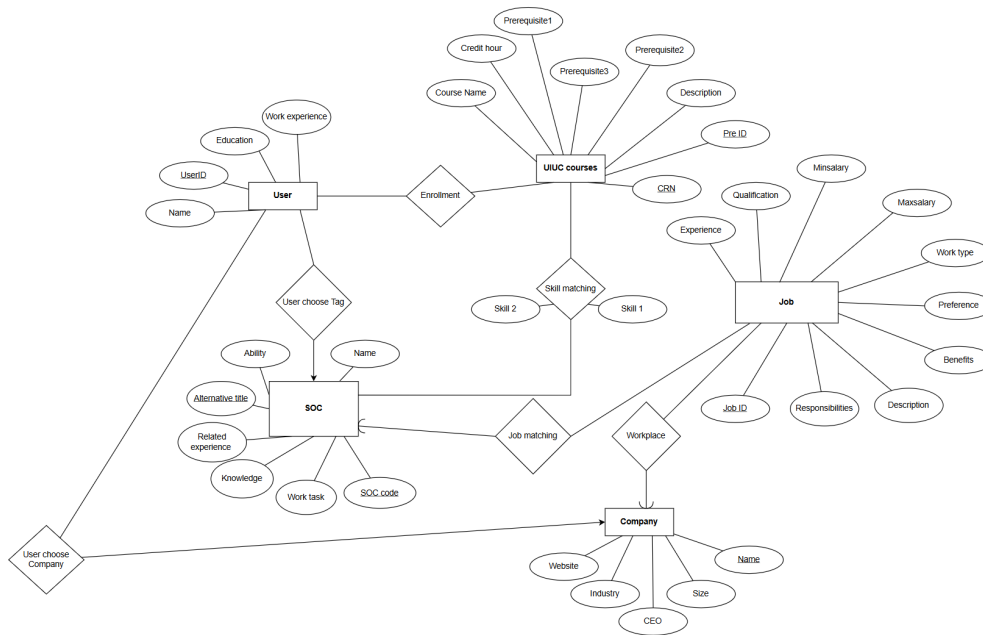 Prerequisite1
Credit hour
Prerequisite2
Prerequisite3
Course Name
Description
Work experience
Education
Pre ID
UIUC courses
UserID
CRN
User
Enrollment
Name
Minsalary
Qualification
Maxsalary
Experience
Work type
User choose Tag
Skill matching
Skill 2
Skill 1
Job
Preference
Ability
Name
Benefits
Alternative title
SOC
Job ID
Responsibilities
Description
Related
experience
Job matching
Workplace
Knowledge
Work task
SOC code
Company
User choose
Company
Website
Name
Industry
Size
CEO